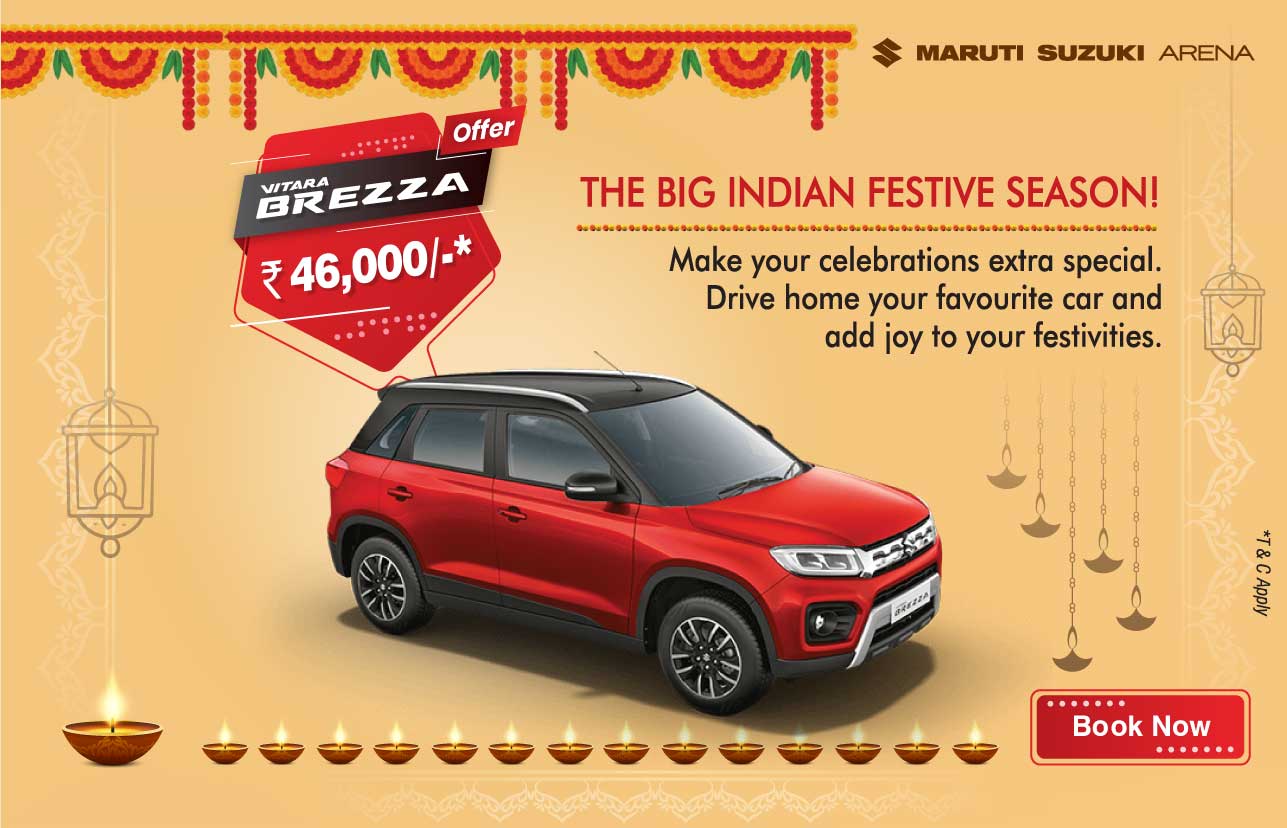 MARUTI SUZUKI ARENA
Offer
VITARA
BREZZA
₹ 46,000/-*
THE BIG INDIAN FESTIVE SEASON!
Make your celebrations extra special.
Drive home your favourite car and
add joy to your festivities.
BREZZA
*T & C Apply
Book Now